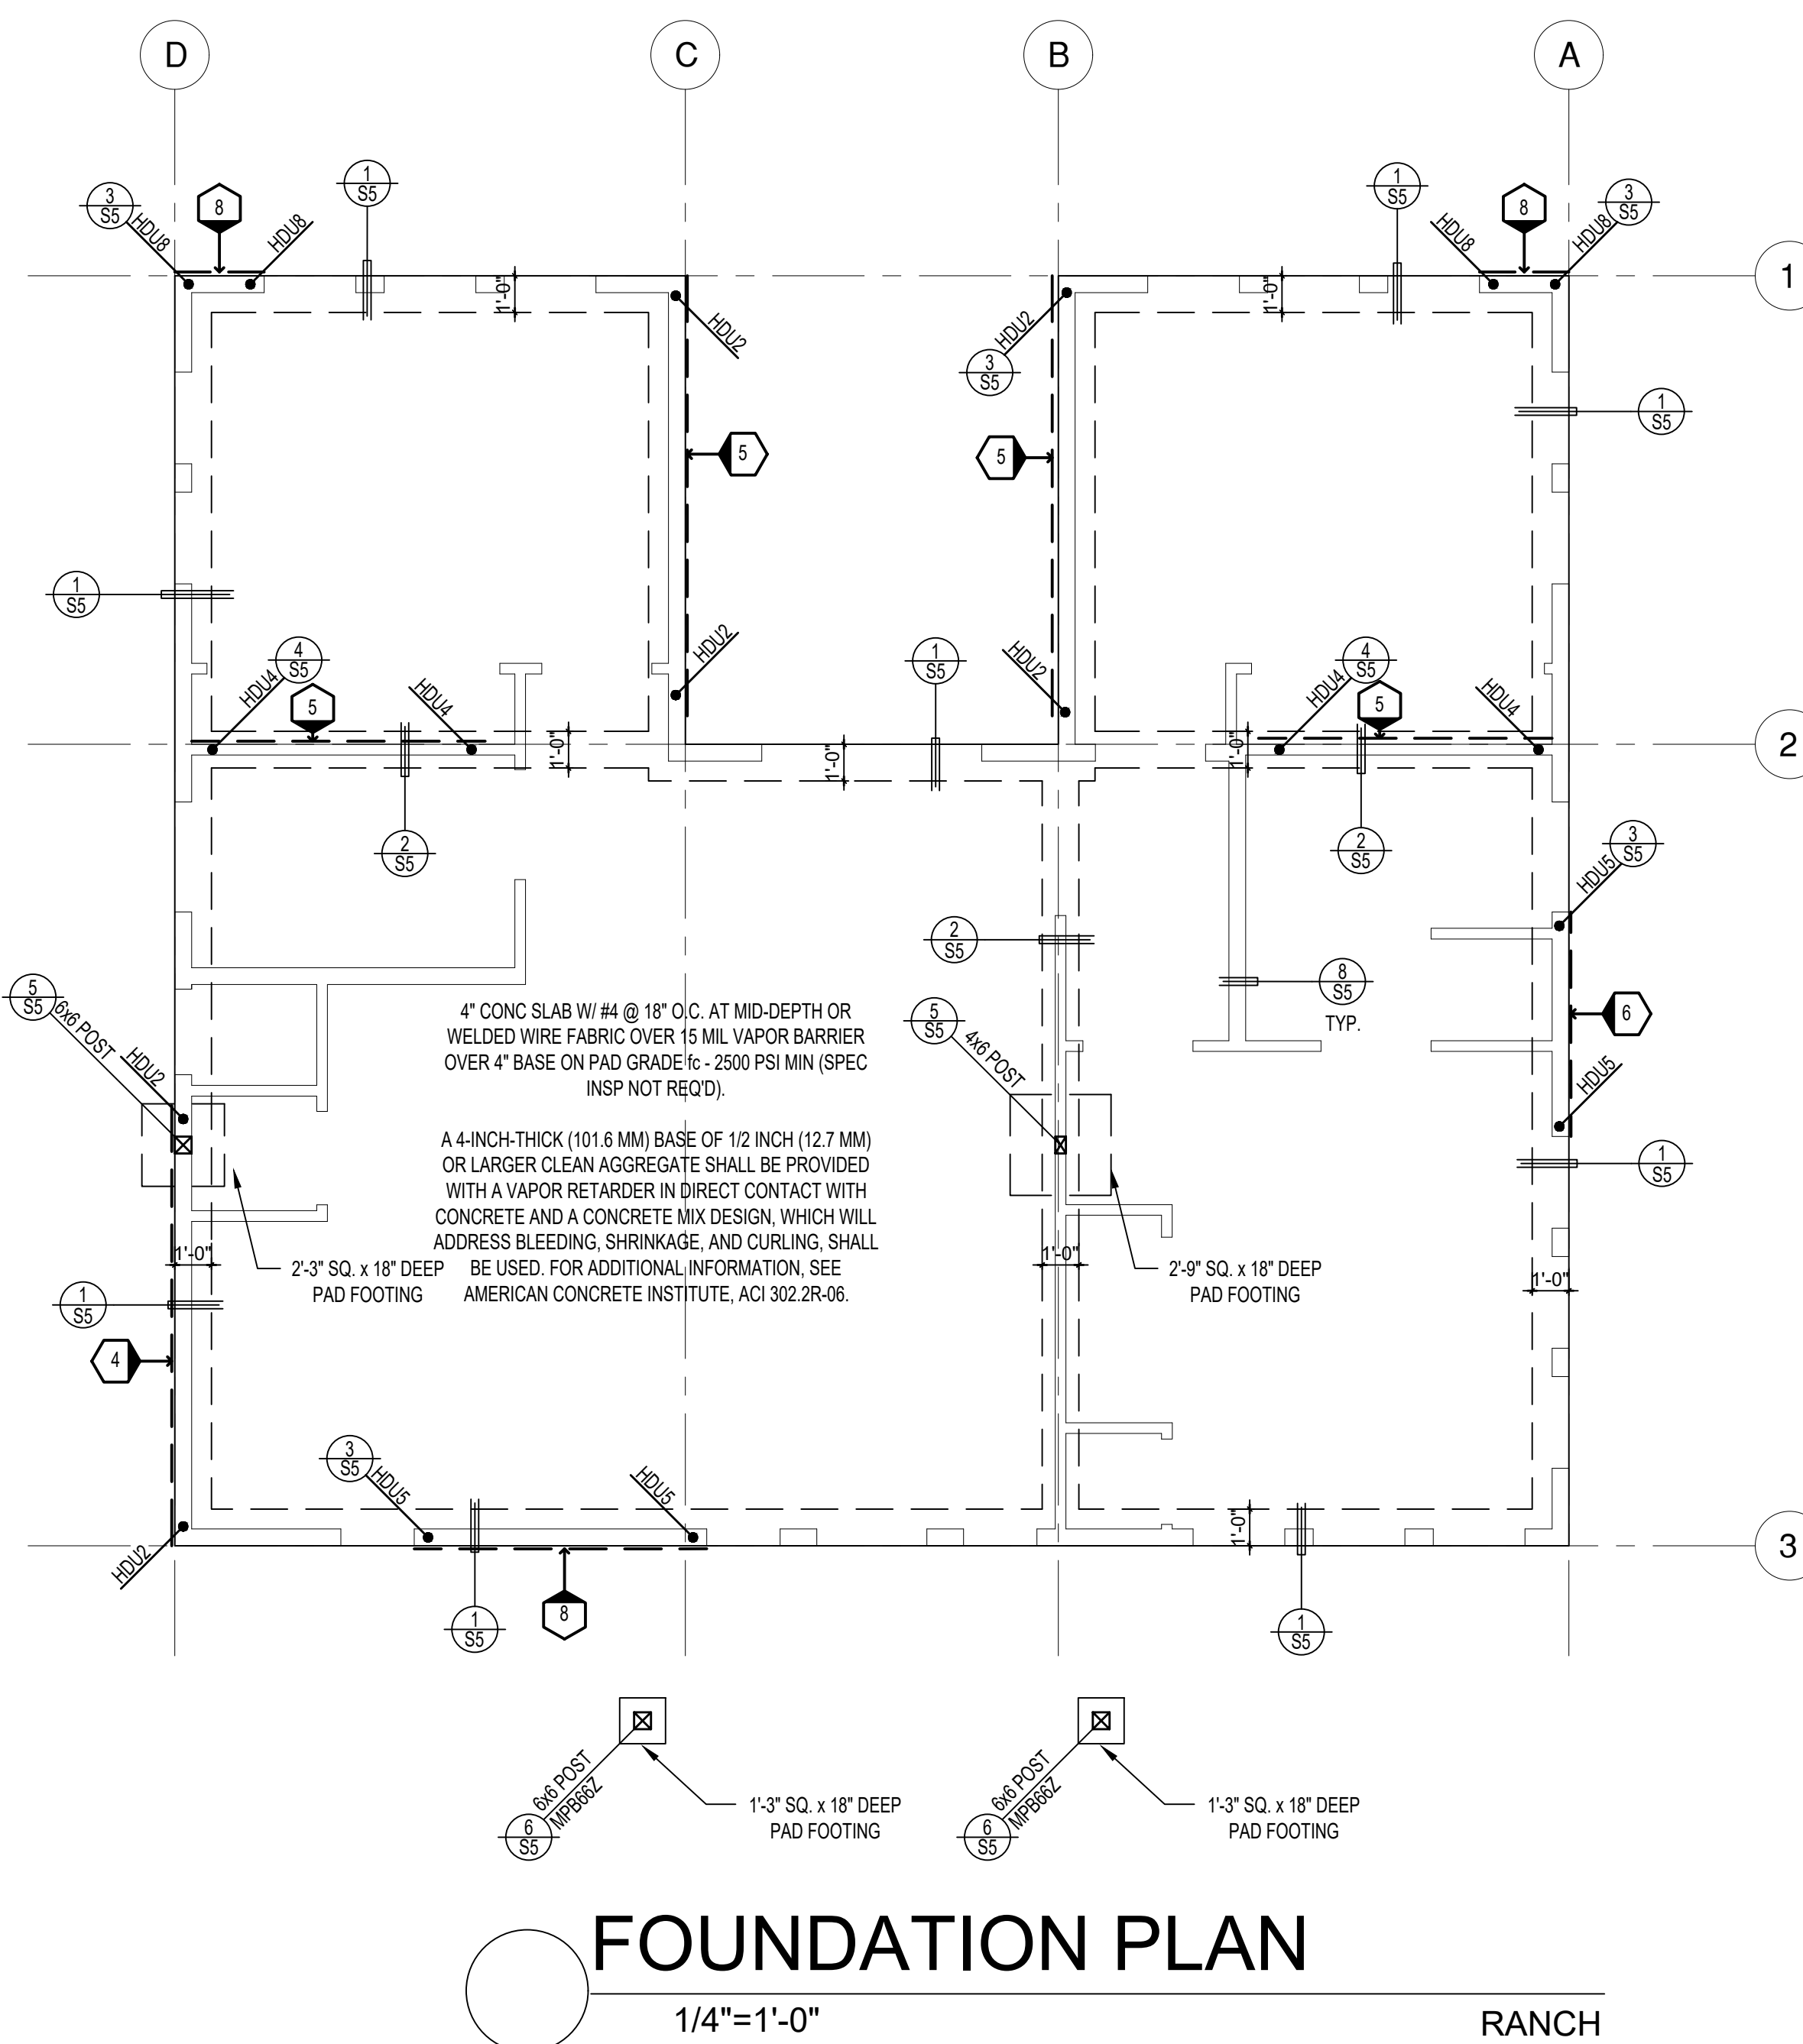 D
C
B
A
1
S5
1
S5
3
S5
8
8
3
S5
HDU8
HDU8
HDU8
HDU8
1
1'-0"
1'-0"
HDU2
HDU2
3
S5
1
S5
5
5
1
S5
4
S5
HDU4
5
HDU4
HDU2
1
S5
HDU2
4
S5
HDU4
5
HDU4
1'-0"
1'-0"
1'-0"
2
2
S5
2
S5
3
S5
HDU5
2
S5
8
S5
TYP.
5
S5
6x6 POST
HDU2
5
S5
4x6 POST
6
HDU5
4" CONC SLAB W/ #4 @ 18" O.C. AT MID-DEPTH OR
WELDED WIRE FABRIC OVER 15 MIL VAPOR BARRIER
OVER 4" BASE ON PAD GRADE fc - 2500 PSI MIN (SPEC
INSP NOT REQ'D).
A 4-INCH-THICK (101.6 MM) BASE OF 1/2 INCH (12.7 MM)
OR LARGER CLEAN AGGREGATE SHALL BE PROVIDED
WITH A VAPOR RETARDER IN DIRECT CONTACT WITH
CONCRETE AND A CONCRETE MIX DESIGN, WHICH WILL
ADDRESS BLEEDING, SHRINKAGE, AND CURLING, SHALL
BE USED. FOR ADDITIONAL INFORMATION, SEE
AMERICAN CONCRETE INSTITUTE, ACI 302.2R-06.
1
S5
1'-0"
2'-3" SQ. x 18" DEEP
PAD FOOTING
1'-0"
2'-9" SQ. x 18" DEEP
PAD FOOTING
1'-0"
1
S5
4
3
S5
HDU5
HDU5
1'-0"
HDU2
3
1
S5
8
1
S5
6x6 POST
MPB66Z
6
S5
1'-3" SQ. x 18" DEEP
PAD FOOTING
6x6 POST
MPB66Z
6
S5
1'-3" SQ. x 18" DEEP
PAD FOOTING
FOUNDATION PLAN
1/4"=1'-0"
RANCH